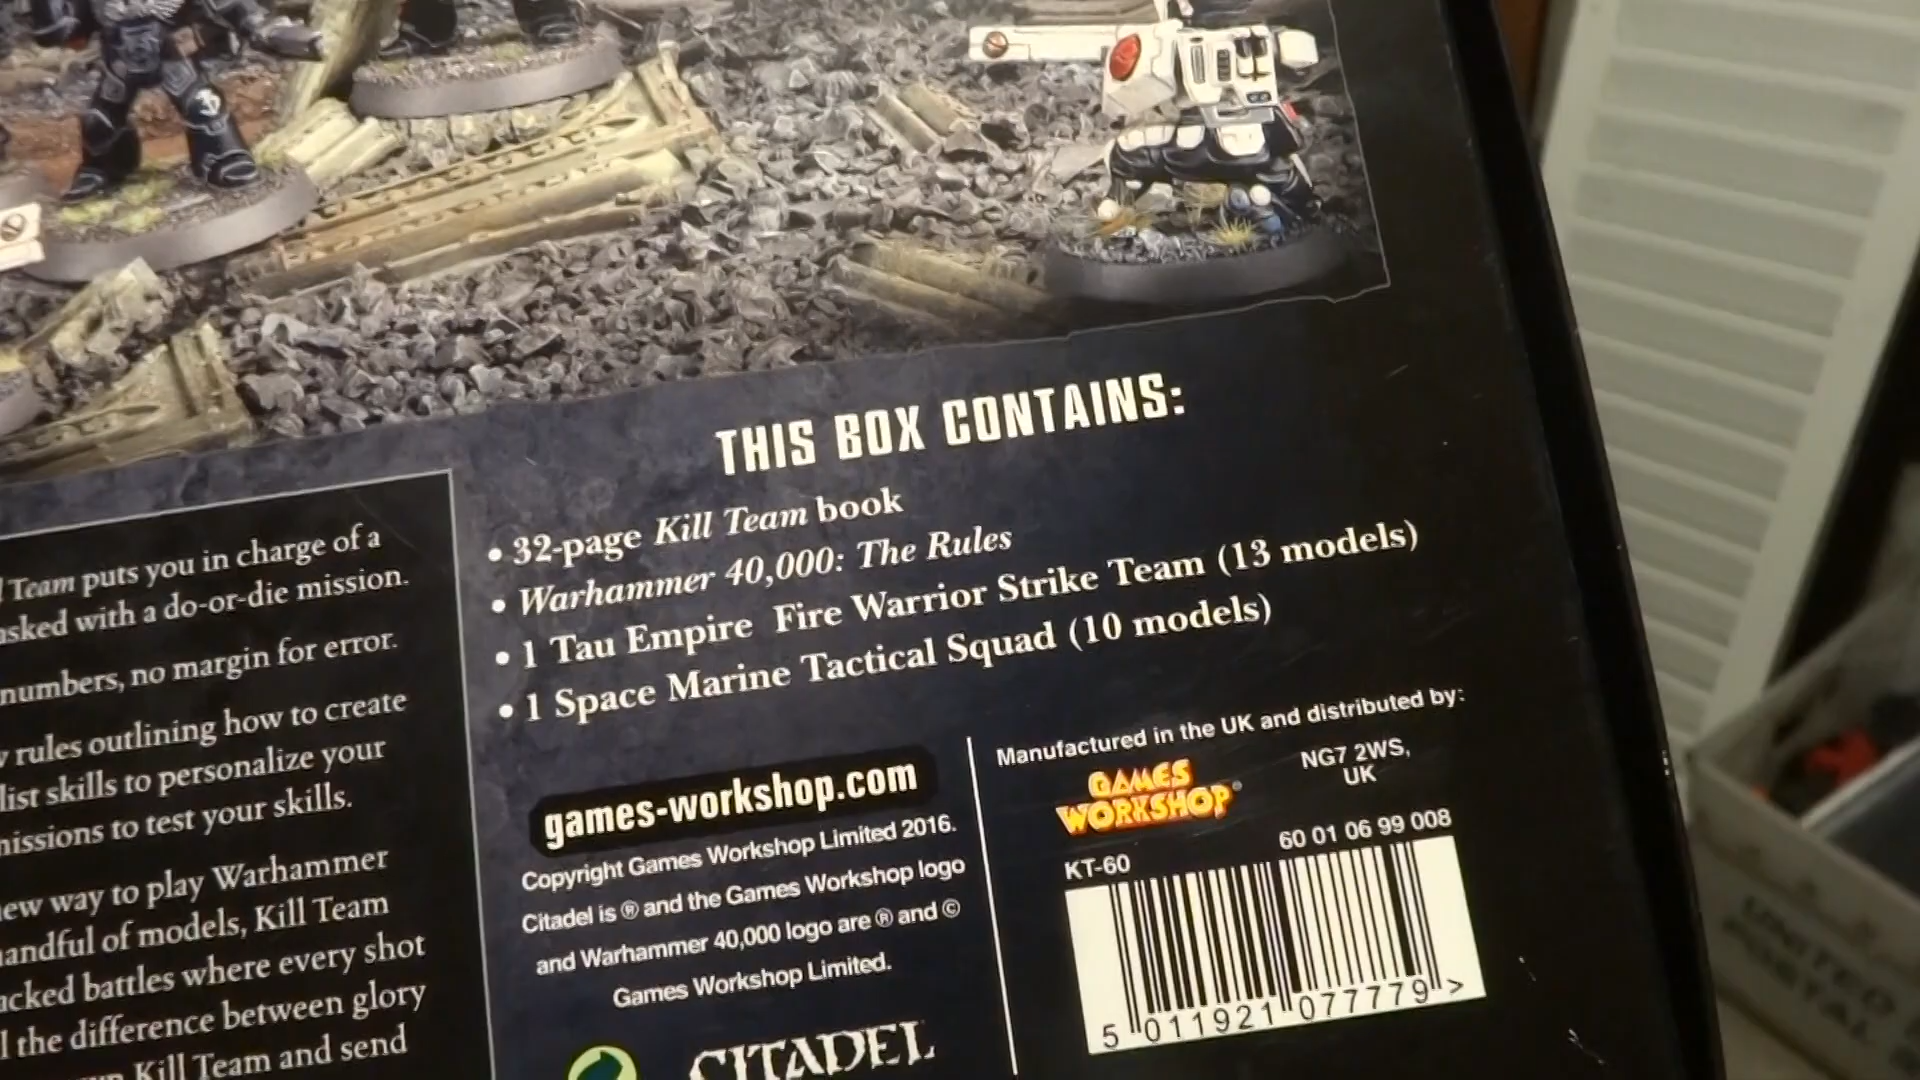 Team puts you in charge of a
asked with a do-or-die mission.
numbers, no margin for error.
rules outlining how to create
list skills to personalize your
missions to test your skills.
new way to play Warhammer
handful of models, Kill Team
packed battles where every shot
the difference between glory
Kill Team and send
THIS BOX CONTAINS:
• 32-page Kill Team book
• Warhammer 40,000: The Rules
• 1 Tau Empire Fire Warrior Strike Team (13 models)
• 1 Space Marine Tactical Squad (10 models)
games-workshop.com
Copyright Games Workshop Limited 2016.
Citadel is ® and the Games Workshop logo
and Warhammer 40,000 logo are ® and ©
Games Workshop Limited.
CITADEL
Manufactured in the UK and distributed by:
GAMES
WORKSHOP®
NG7 2WS,
UK
KT-60
60 01 06 99 008
5 011921 077779 >
UNITED